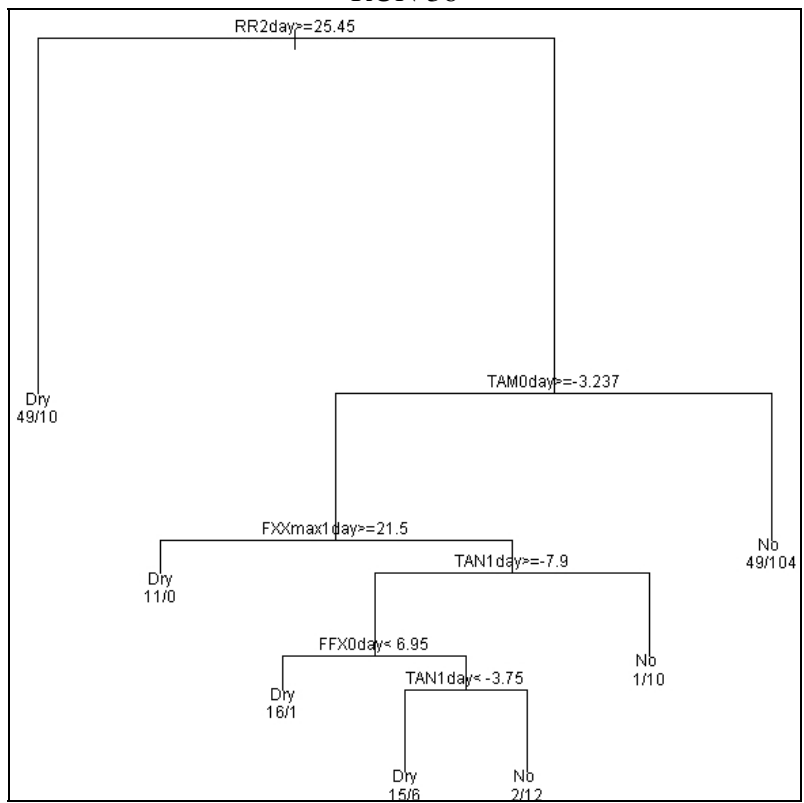 RR2day>=25.45
TAM0day>=-3.237
Dry
49/10
FXXmax1day>=21.5
No
49/104
TAN1day>=-7.9
Dry
11/0
FFX0day< 6.95
No
1/10
TAN1day< -3.75
Dry
16/1
Dry
15/6
No
2/12